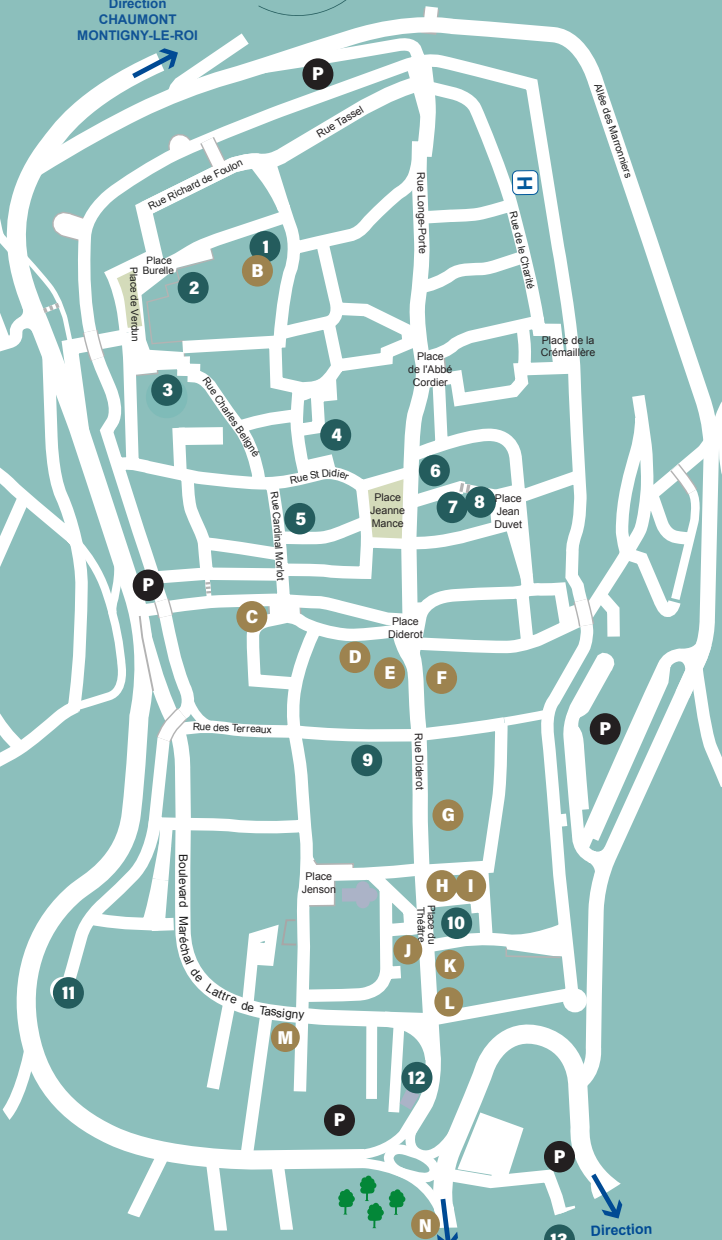 Direction
CHAUMONT
MONTIGNY-LE-ROI
P
Rue Tassel
Allée des Marronniers
Rue Richard de Foulon
H
Rue Longe-Porte
Rue de le Charité
1
B
Place
Burelle
2
Place de Verdun
Place de la
Crémaillère
Place
de l'Abbé
Cordier
3
Rue Charles Beligné
4
Rue St Didier
6
Place
Jeanne
Mance
7
8
Place
Jean
Duvet
5
Rue Cardinal Morlot
P
C
Place
Diderot
D
E
F
Rue des Terreaux
P
9
Rue Diderot
G
Boulevard Maréchal de Lattre de Tassigny
Place
Jenson
H
I
Place du
Théâtre
10
J
K
11
L
M
12
P
P
N
13
Direction